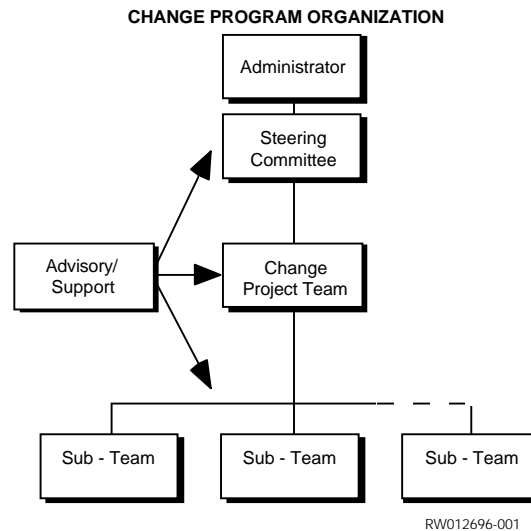 CHANGE PROGRAM ORGANIZATION
Administrator
Steering
Committee
Advisory/
Support
Change
Project Team
Sub - Team
Sub - Team
Sub - Team
RW012696-001